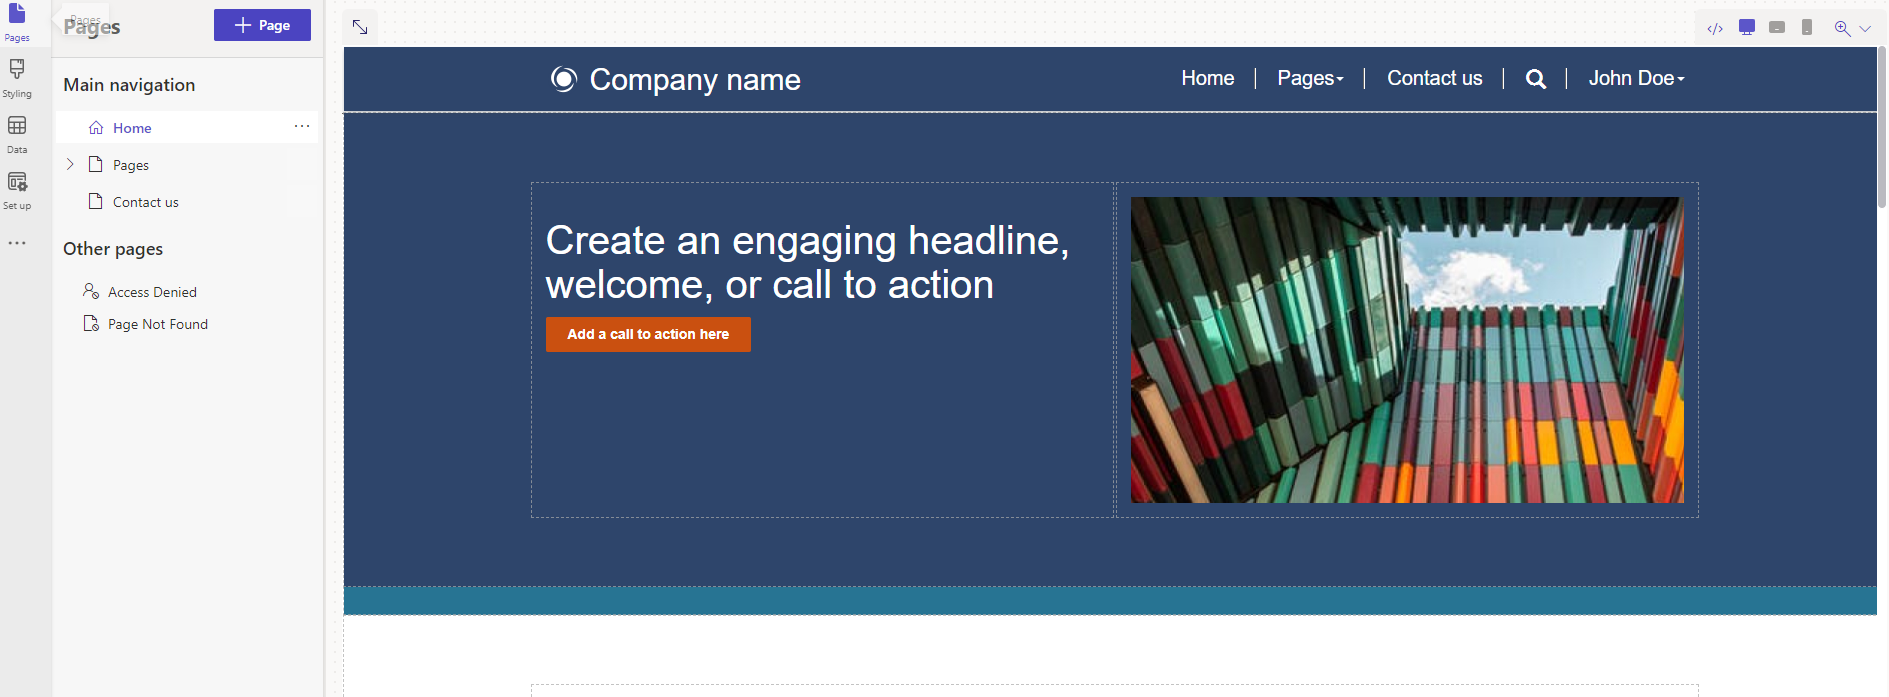 Pages
Styling
Data
Set up
Pages
Pages
Page
Main navigation
Home
Pages
Contact us
Other pages
Access Denied
Page Not Found
Company name
Home
Pages
Contact us
John Doe
Create an engaging headline,
welcome, or call to action
Add a call to action here